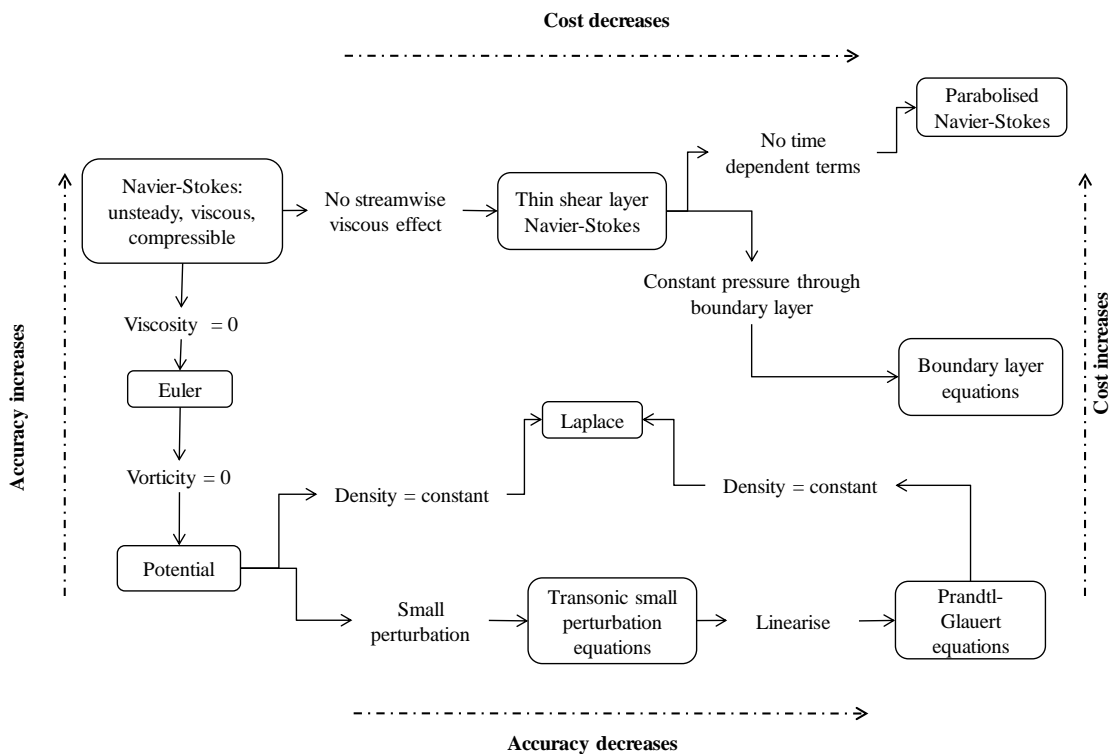 Cost decreases
Parabolised
Navier-Stokes
No time
dependent terms
Navier-Stokes:
unsteady, viscous,
compressible
No streamwise
viscous effect
Thin shear layer
Navier-Stokes
Constant pressure through
boundary layer
Viscosity = 0
Accuracy increases
Cost increases
Euler
Boundary layer
equations
Laplace
Vorticity = 0
Density = constant
Density = constant
Potential
Small
perturbation
Transonic small
perturbation
equations
Linearise
Prandtl-
Glauert
equations
Accuracy decreases